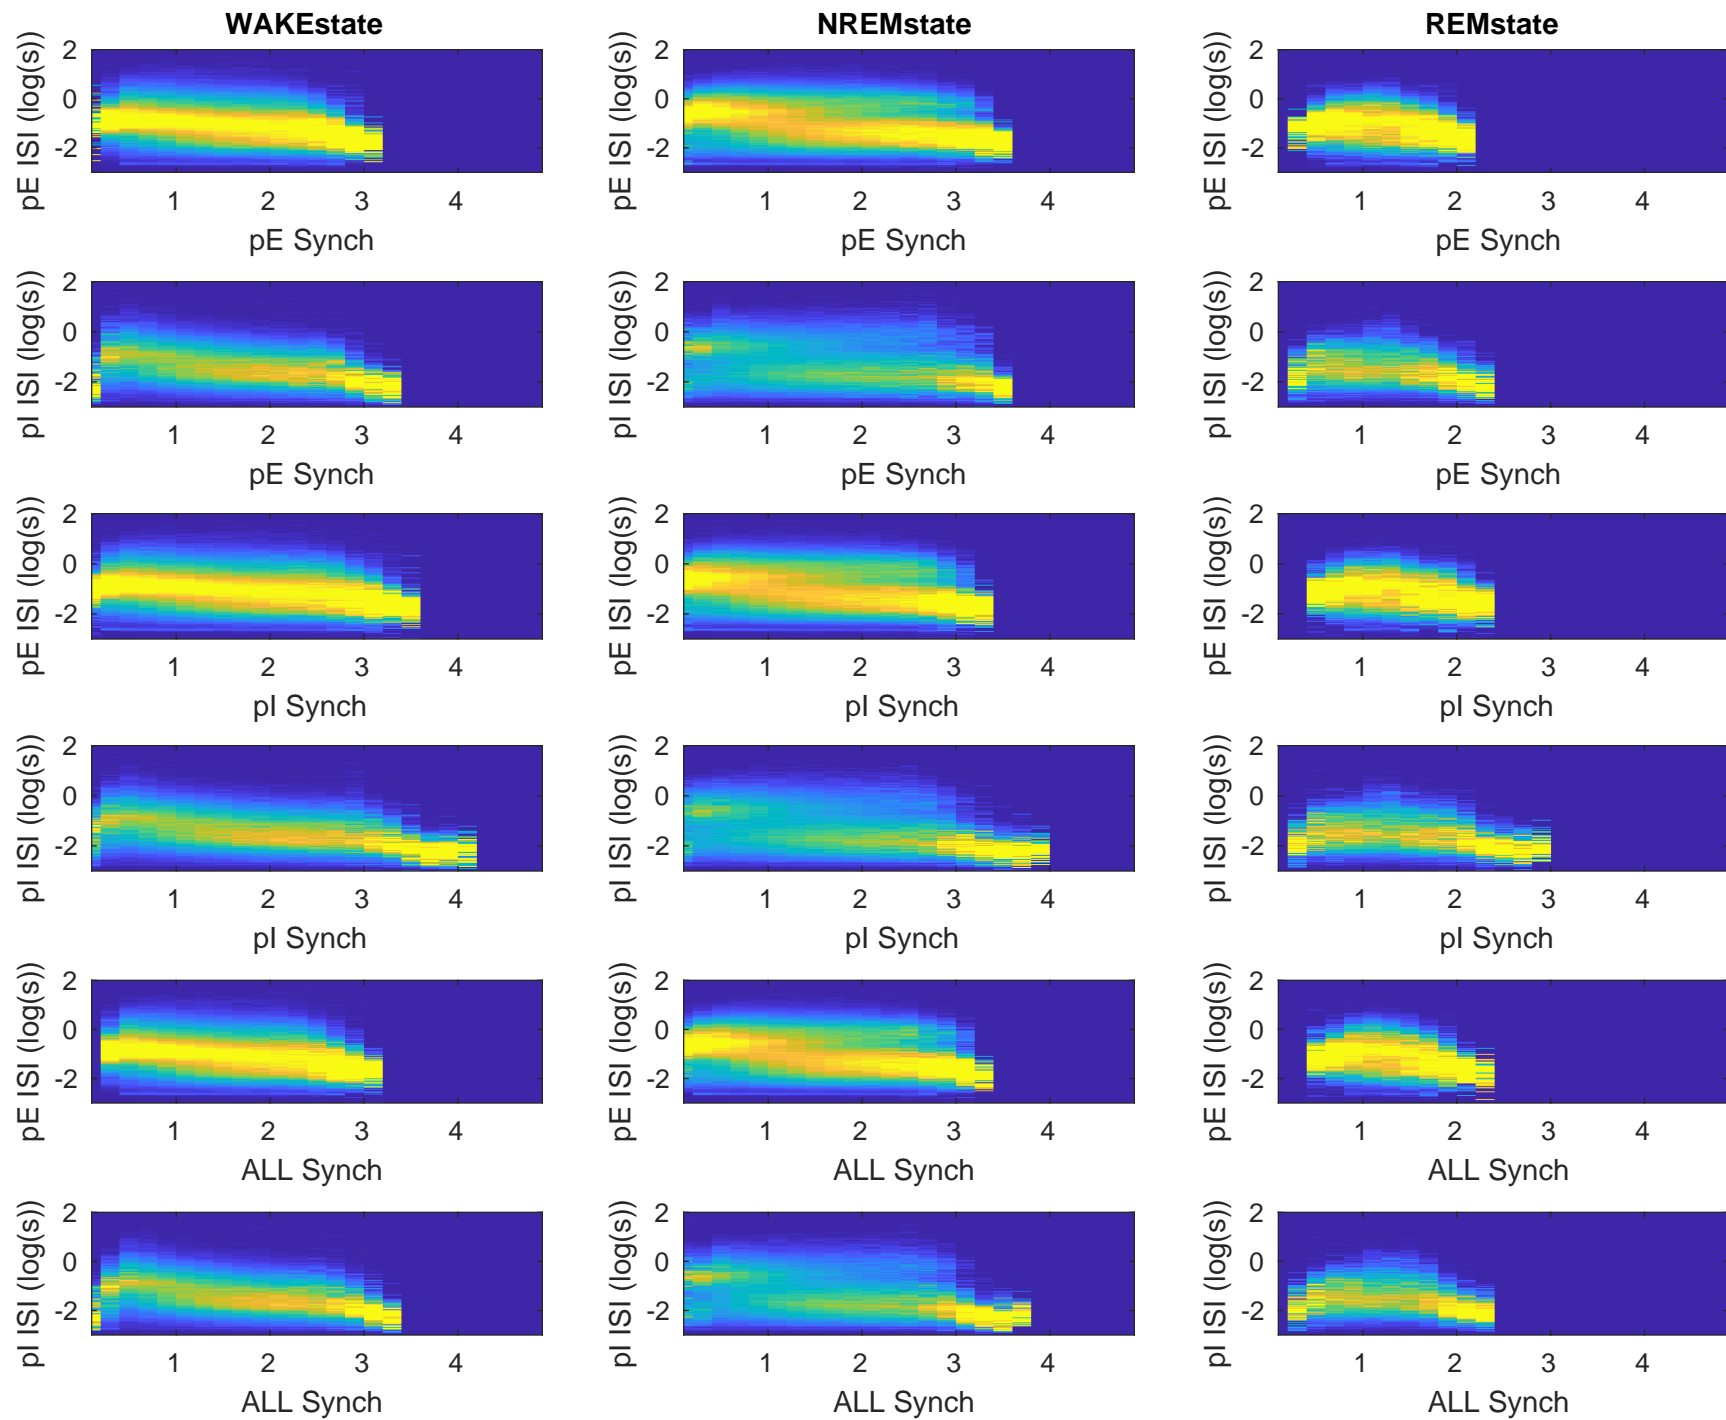 WAKEstate NREMstate REMstate
pE ISI (log(s)) 2 0 -2 pE ISI (log(s)) 2 0 -2 pE ISI (log(s)) 2 0 -2
1 2 3 4 1 2 3 4 1 2 3 4
pE Synch pE Synch pE Synch
pI ISI (log(s)) 2 0 -2 pI ISI (log(s)) 2 0 -2 pI ISI (log(s)) 2 0 -2
1 2 3 4 1 2 3 4 1 2 3 4
pE Synch pE Synch pE Synch
pE ISI (log(s)) 2 0 -2 pE ISI (log(s)) 2 0 -2 pE ISI (log(s)) 2 0 -2
1 2 3 4 1 2 3 4 1 2 3 4
pI Synch pI Synch pI Synch
pI ISI (log(s)) 2 0 -2 pI ISI (log(s)) 2 0 -2 pI ISI (log(s)) 2 0 -2
1 2 3 4 1 2 3 4 1 2 3 4
pI Synch pI Synch pI Synch
pE ISI (log(s)) 2 0 -2 pE ISI (log(s)) 2 0 -2 pE ISI (log(s)) 2 0 -2
1 2 3 4 1 2 3 4 1 2 3 4
ALL Synch ALL Synch ALL Synch
pI ISI (log(s)) 2 0 -2 pI ISI (log(s)) 2 0 -2 pI ISI (log(s)) 2 0 -2
1 2 3 4 1 2 3 4 1 2 3 4
ALL Synch ALL Synch ALL Synch